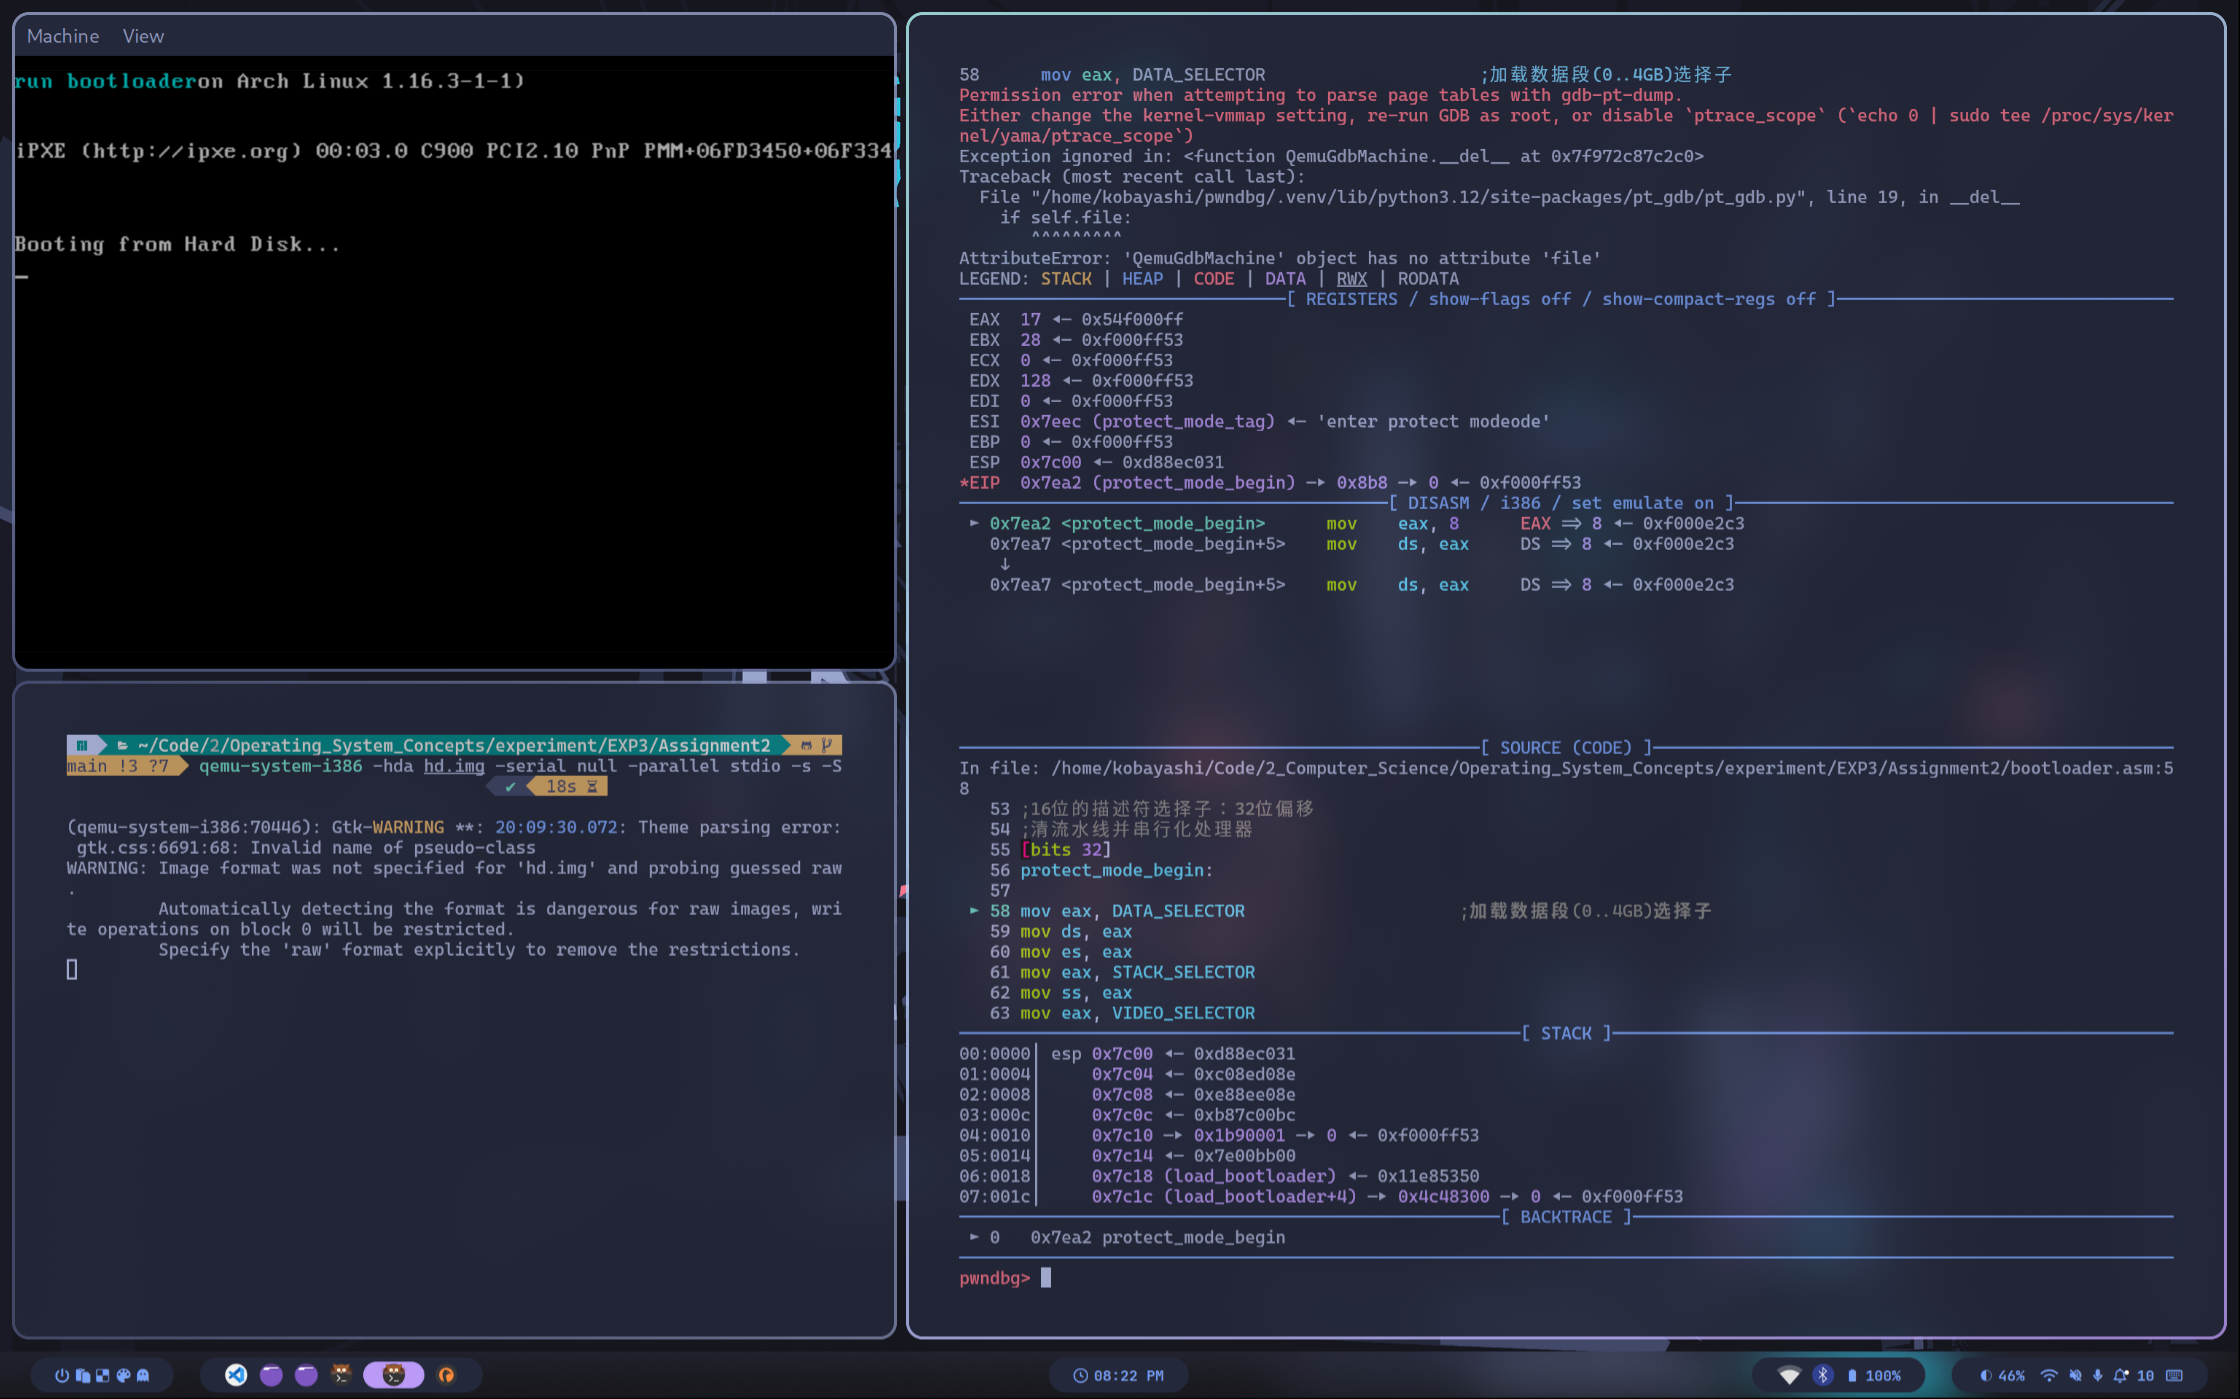 Machine View
run bootloaderon Arch Linux 1.16.3-1-1)
iPXE (http://ipxe.org) 00:03.0 C900 PCI2.10 PnP PMM+06FD3450+06F334
Booting from Hard Disk...
_
~/Code/2/Operating_System_Concepts/experiment/EXP3/Assignment2
main !3 ?7 qemu-system-i386 -hda hd.img -serial null -parallel stdio -s -S
✔ 18s
(qemu-system-i386:70446): Gtk-WARNING **: 20:09:30.072: Theme parsing error:
gtk.css:6691:68: Invalid name of pseudo-class
WARNING: Image format was not specified for 'hd.img' and probing guessed raw
.
Automatically detecting the format is dangerous for raw images, wri
te operations on block 0 will be restricted.
Specify the 'raw' format explicitly to remove the restrictions.
58 mov eax, DATA_SELECTOR ;加载数据段(0..4GB)选择子
Permission error when attempting to parse page tables with gdb-pt-dump.
Either change the kernel-vmmap setting, re-run GDB as root, or disable `ptrace_scope` (`echo 0 | sudo tee /proc/sys/ker
nel/yama/ptrace_scope`)
Exception ignored in: <function QemuGdbMachine.__del__ at 0x7f972c87c2c0>
Traceback (most recent call last):
File "/home/kobayashi/pwndbg/.venv/lib/python3.12/site-packages/pt_gdb/pt_gdb.py", line 19, in __del__
if self.file:
^^^^^^^^^
AttributeError: 'QemuGdbMachine' object has no attribute 'file'
LEGEND: STACK | HEAP | CODE | DATA | RWX | RODATA
[ REGISTERS / show-flags off / show-compact-regs off ]
EAX 17 ◂— 0x54f000ff
EBX 28 ◂— 0xf000ff53
ECX 0 ◂— 0xf000ff53
EDX 128 ◂— 0xf000ff53
EDI 0 ◂— 0xf000ff53
ESI 0x7eec (protect_mode_tag) ◂— 'enter protect modeode'
EBP 0 ◂— 0xf000ff53
ESP 0x7c00 ◂— 0xd88ec031
*EIP 0x7ea2 (protect_mode_begin) —▸ 0x8b8 —▸ 0 ◂— 0xf000ff53
[ DISASM / i386 / set emulate on ]
► 0x7ea2 <protect_mode_begin> mov eax, 8 EAX => 8 ◂— 0xf000e2c3
0x7ea7 <protect_mode_begin+5> mov ds, eax DS => 8 ◂— 0xf000e2c3
↓
0x7ea7 <protect_mode_begin+5> mov ds, eax DS => 8 ◂— 0xf000e2c3
[ SOURCE (CODE) ]
In file: /home/kobayashi/Code/2_Computer_Science/Operating_System_Concepts/experiment/EXP3/Assignment2/bootloader.asm:5
8
53 ;16位的描述符选择子：32位偏移
54 ;清流水线并串行化处理器
55 [bits 32]
56 protect_mode_begin:
57
► 58 mov eax, DATA_SELECTOR ;加载数据段(0..4GB)选择子
59 mov ds, eax
60 mov es, eax
61 mov eax, STACK_SELECTOR
62 mov ss, eax
63 mov eax, VIDEO_SELECTOR
[ STACK ]
00:0000│ esp 0x7c00 ◂— 0xd88ec031
01:0004│ 0x7c04 ◂— 0xc08ed08e
02:0008│ 0x7c08 ◂— 0xe88ee08e
03:000c│ 0x7c0c ◂— 0xb87c00bc
04:0010│ 0x7c10 —▸ 0x1b90001 —▸ 0 ◂— 0xf000ff53
05:0014│ 0x7c14 ◂— 0x7e00bb00
06:0018│ 0x7c18 (load_bootloader) ◂— 0x11e85350
07:001c│ 0x7c1c (load_bootloader+4) —▸ 0x4c48300 —▸ 0 ◂— 0xf000ff53
[ BACKTRACE ]
► 0 0x7ea2 protect_mode_begin
pwndbg>
08:22 PM
100%
46%
10